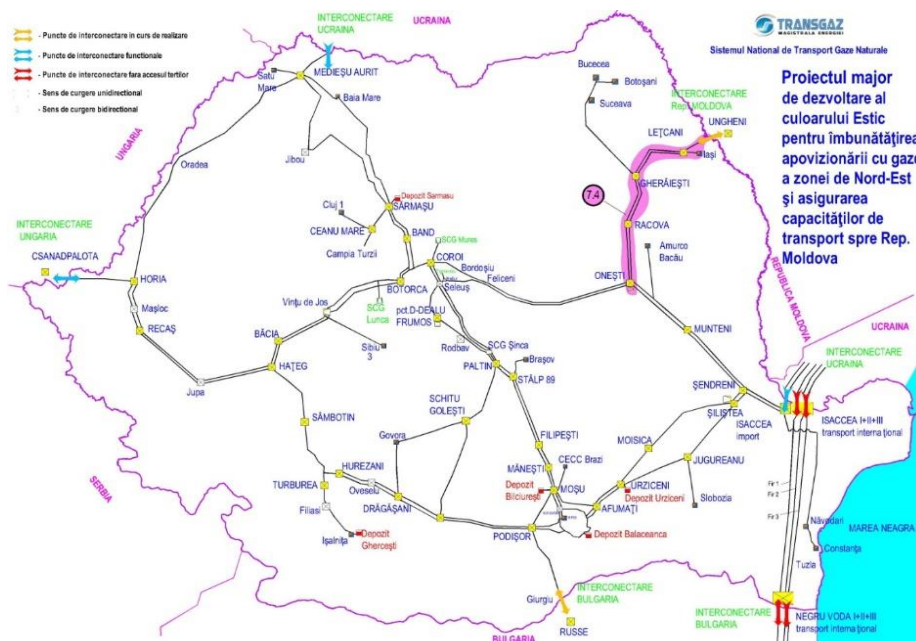 INTERCONECTARE
UCRAINA
UCRAINA
TRANSGAZ
MAGISTRALA ENERGIEI
- Puncte de interconectare in curs de realizare
- Puncte de interconectare functionale
- Puncte de interconectare fara accesul tertilor
- Sens de curgere unidirectional
- Sens de curgere bidirectional
Sistemul National de Transport Gaze Naturale
Proiectul major
de dezvoltare al
culoarului Estic
pentru îmbunătăţirea
apovizionării cu gaze
a zonei de Nord-Est
şi asigurarea
capacităţilor de
transport spre Rep.
Moldova
MEDIEŞU AURIT
Satu
Mare
Baia Mare
Bucecea
Botoşani
Suceava
INTERCONECTARE
Rep. MOLDOVA
UNGHENI
LEŢCANI
Iaşi
UNGARIA
Oradea
Jibou
GHERĂIEŞTI
7.4
Depozit Sarmasu
SĂRMAŞU
Cluj 1
CEANU MARE
Campia Turzii
BAND
RACOVA
INTERCONECTARE
UNGARIA
CSANADPALOTA
SCG Mures
COROI
Bordoşiu
Feliceni
Amurco
Bacău
ONEŞTI
REPUBLICA MOLDOVA
HORIA
Maşloc
RECAŞ
BOTORCA
Seleuş
Vinţu de Jos
SCG
Lunca
pct.D-DEALU
FRUMOS
MUNTENI
UCRAINA
BĂCIA
Sibiu
3
Rodbav
SCG Şinca
Braşov
PALTIN
STÂLP 89
INTERCONECTARE
UCRAINA
HAŢEG
Jupa
ŞENDRENI
ŞILIŞTEA
ISACCEA
import
ISACCEA I+II+III
transport internaţional
SCHITU
GOLEŞTI
SÂMBOTIN
Govora
FILIPEŞTI
MOISICA
JUGUREANU
CECC Brazi
MĂNEŞTI
HUREZANI
TURBUREA
Oveselu
DRĂGĂŞANI
Depozit
Bilciureşti
MOŞU
URZICENI
Depozit Urziceni
Slobozia
Fir 1
Fir 2
Fir 3
SERBIA
Filiasi
AFUMAŢI
Işalniţa
Depozit
Gherceşti
PODIŞOR
Depozit Balaceanca
Năvodari
MAREA NEAGRA
Constanţa
Tuzla
Giurgiu
INTERCONECTARE
BULGARIA
RUSSE
BULGARIA
INTERCONECTARE
BULGARIA
NEGRU VODA I+II+III
transport internaţional